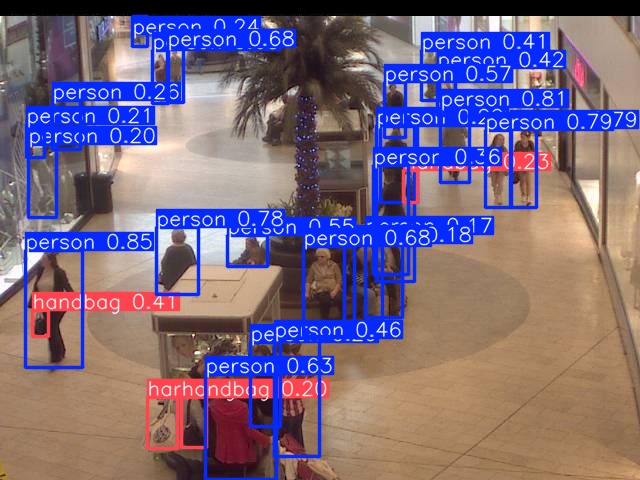 person 0.24
person 0.68
person 0.41
0.42
person 0.57
person 0.26
person 0.81
person 0.21
person 0.7979
person 0.20
person 0.36
handbag 0.23
person 0.78
0.55
0.17
person 0.68
.18
person 0.85
handbag 0.41
person 0.46
person 0.63
handbag 0.20